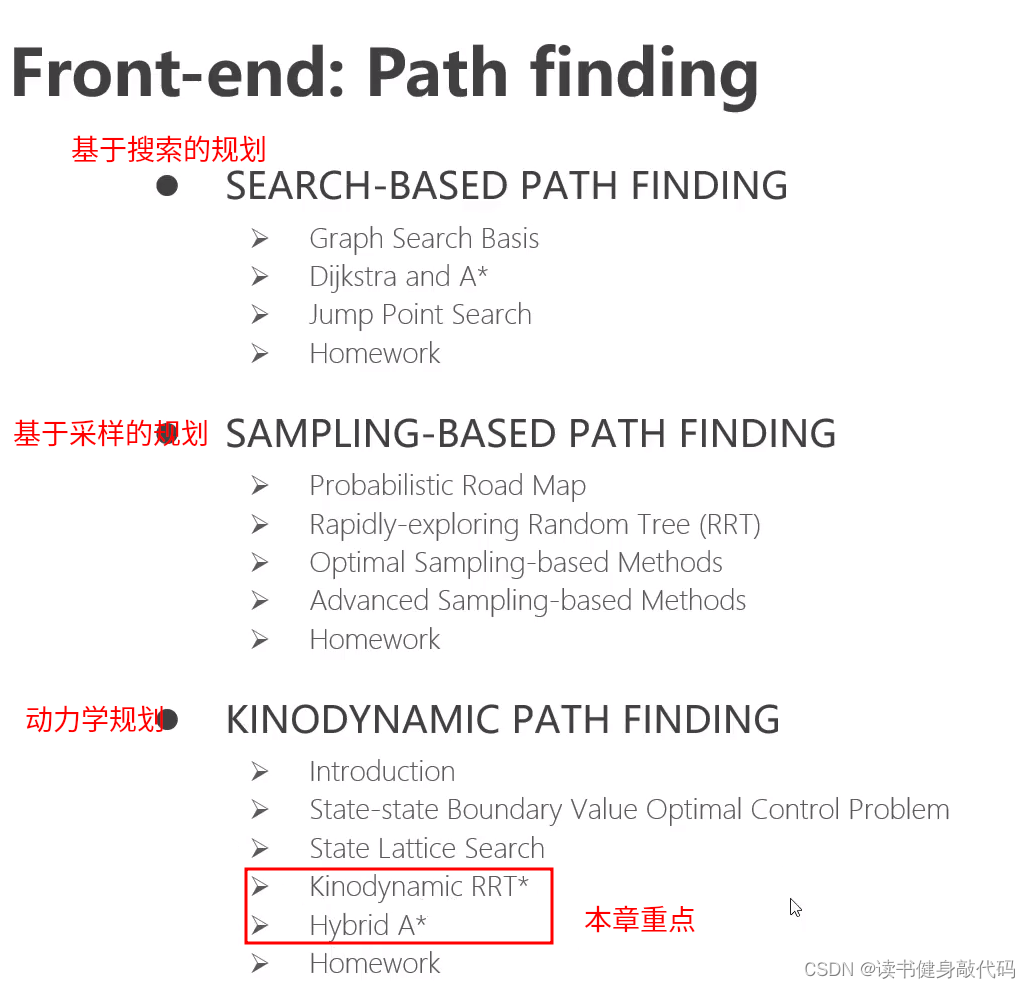 Front-end: Path finding
基于搜索的规划
SEARCH-BASED PATH FINDING
Graph Search Basis
Dijkstra and A*
Jump Point Search
Homework
基于采样的规划
SAMPLING-BASED PATH FINDING
Probabilistic Road Map
Rapidly-exploring Random Tree (RRT)
Optimal Sampling-based Methods
Advanced Sampling-based Methods
Homework
动力学规划
KINODYNAMIC PATH FINDING
Introduction
State-state Boundary Value Optimal Control Problem
State Lattice Search
Kinodynamic RRT*
Hybrid A*
本章重点
Homework
CSDN @读书健身敲代码